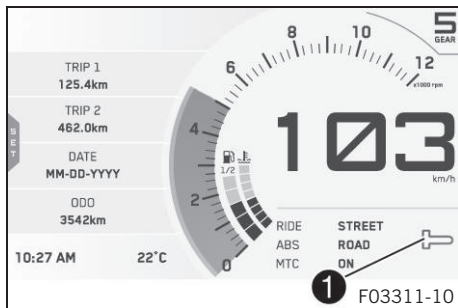 5
GEAR
8 10
6 12
x1000 rpm
TRIP 1
125.4km
TRIP 2
462.0km
SET
DATE
MM-DD-YYYY
ODO
3542km
4
1/2
2
0
103
km/h
RIDE STREET
ABS ROAD
MTC ON
10:27 AM 22°C
1
F03311-10